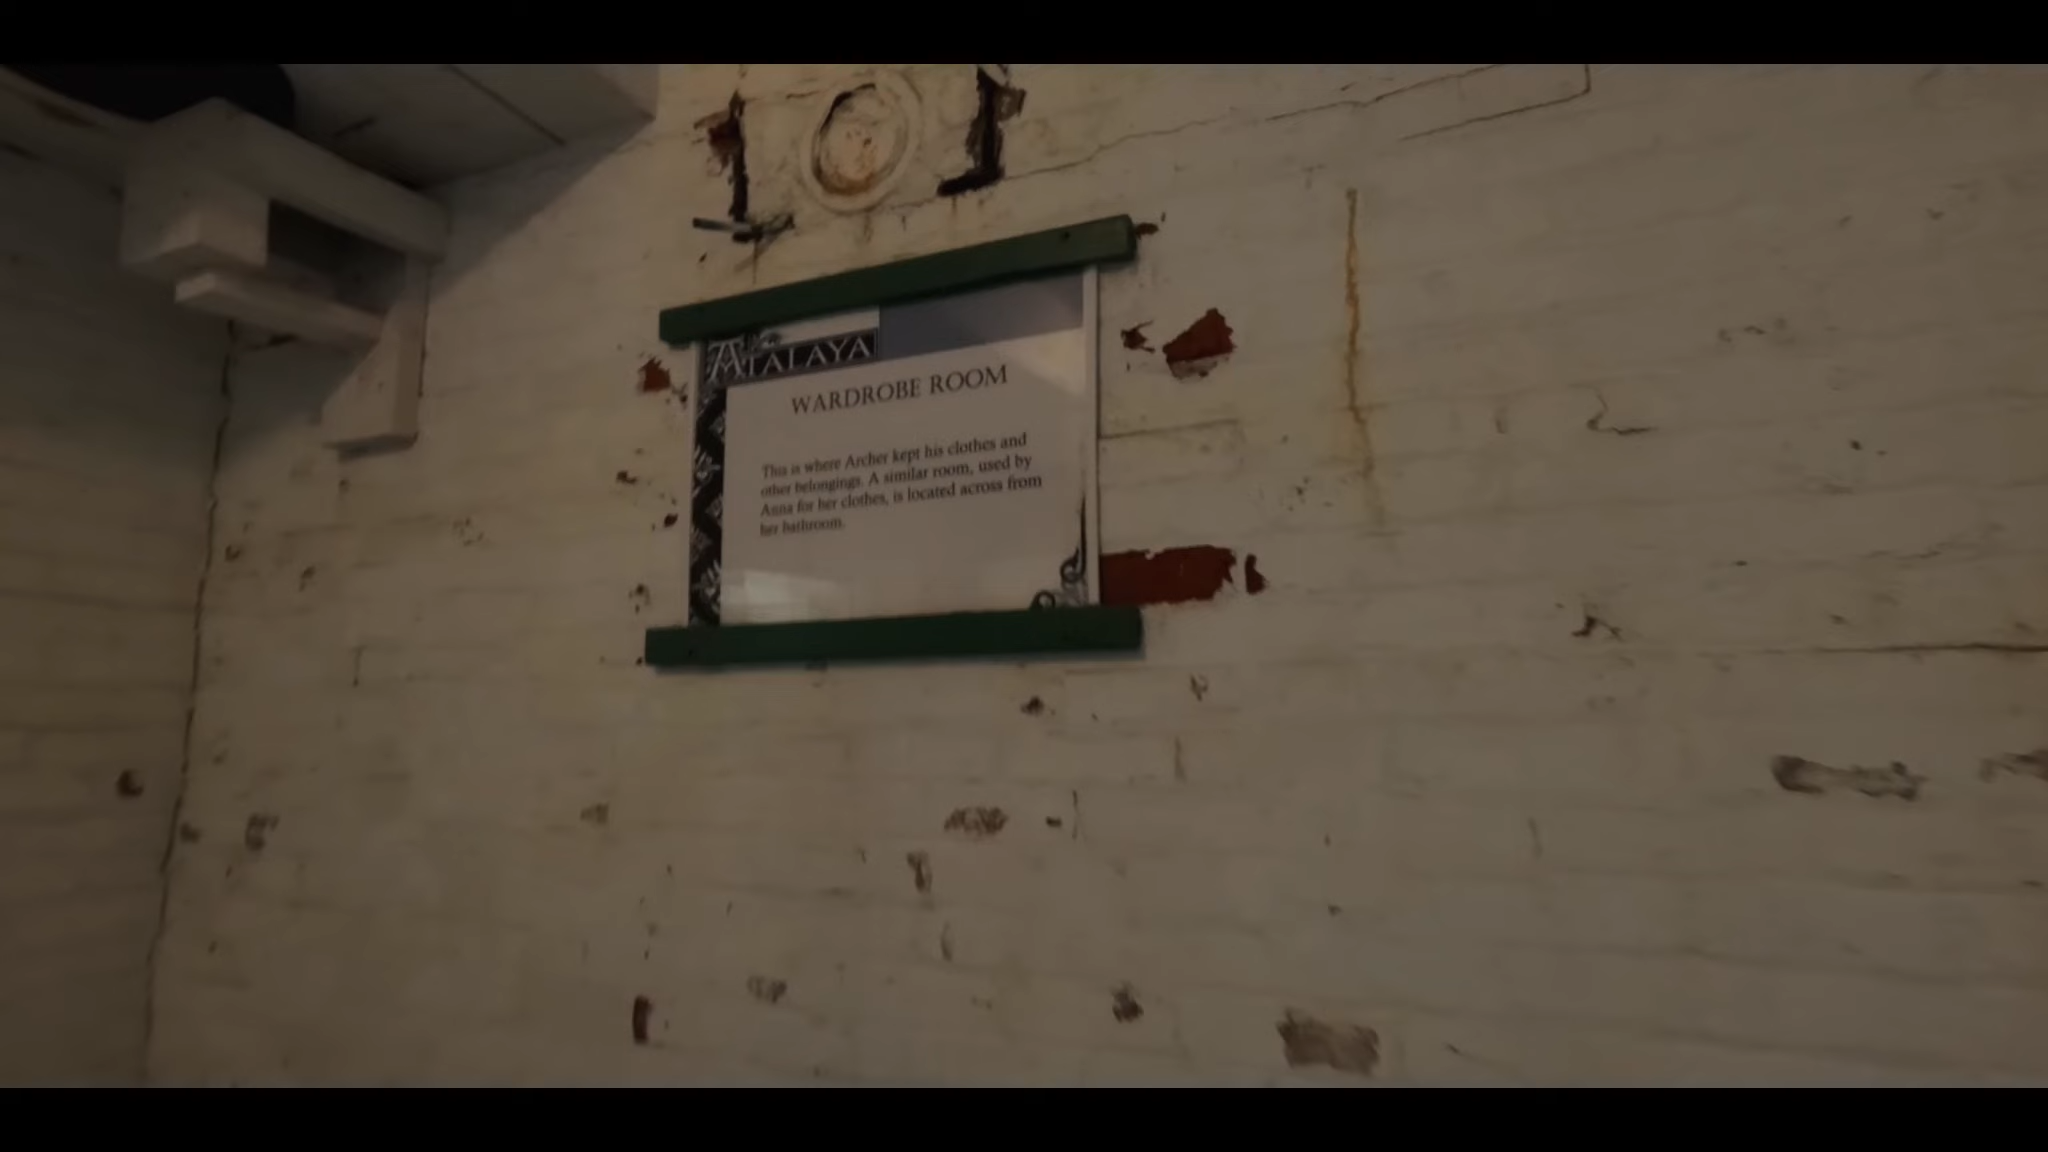 ATALAYA
WARDROBE ROOM
This is where Archer kept his clothes and
other belongings. A similar room, used by
Anna for her clothes, is located across from
her bathroom.